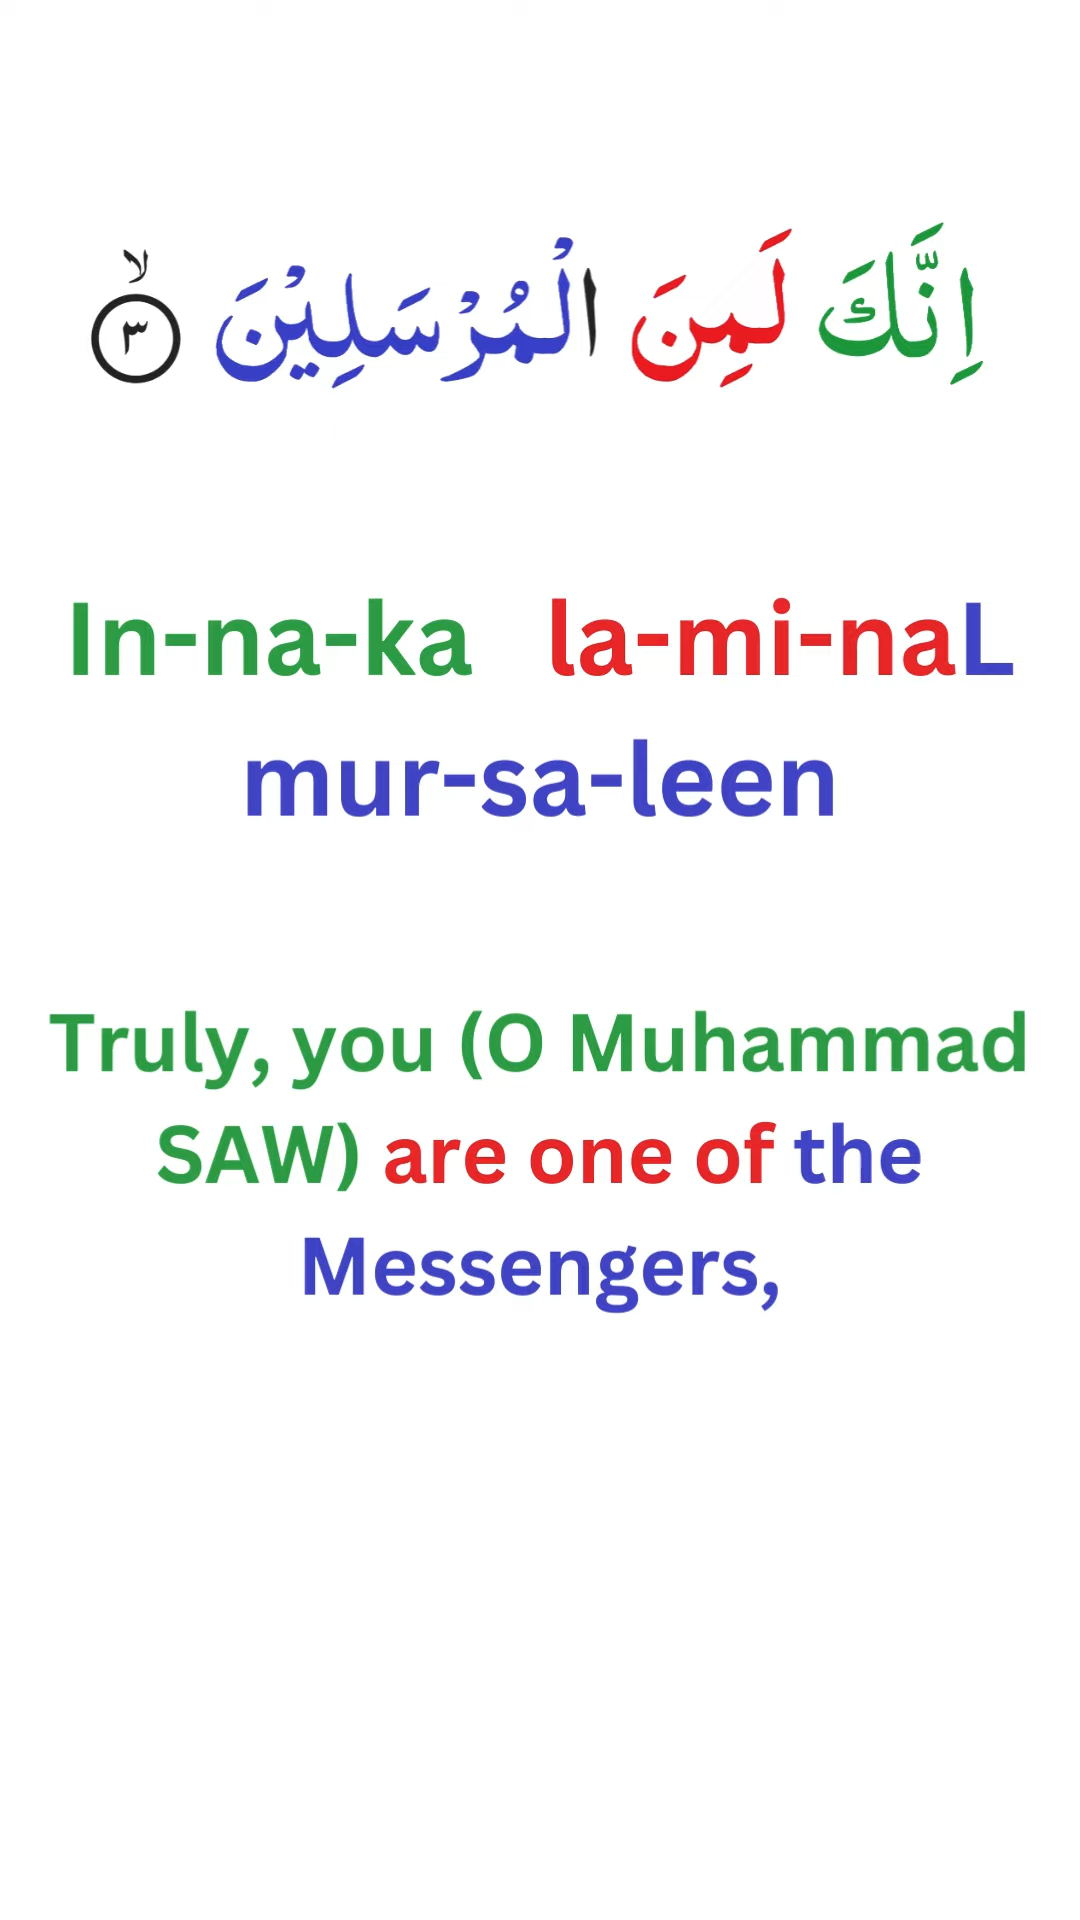 اِنَّكَ لَمِنَ الْمُرْسَلِيْنَ ۙ ٣
In-na-ka la-mi-naL
mur-sa-leen
Truly, you (O Muhammad
SAW) are one of the
Messengers,